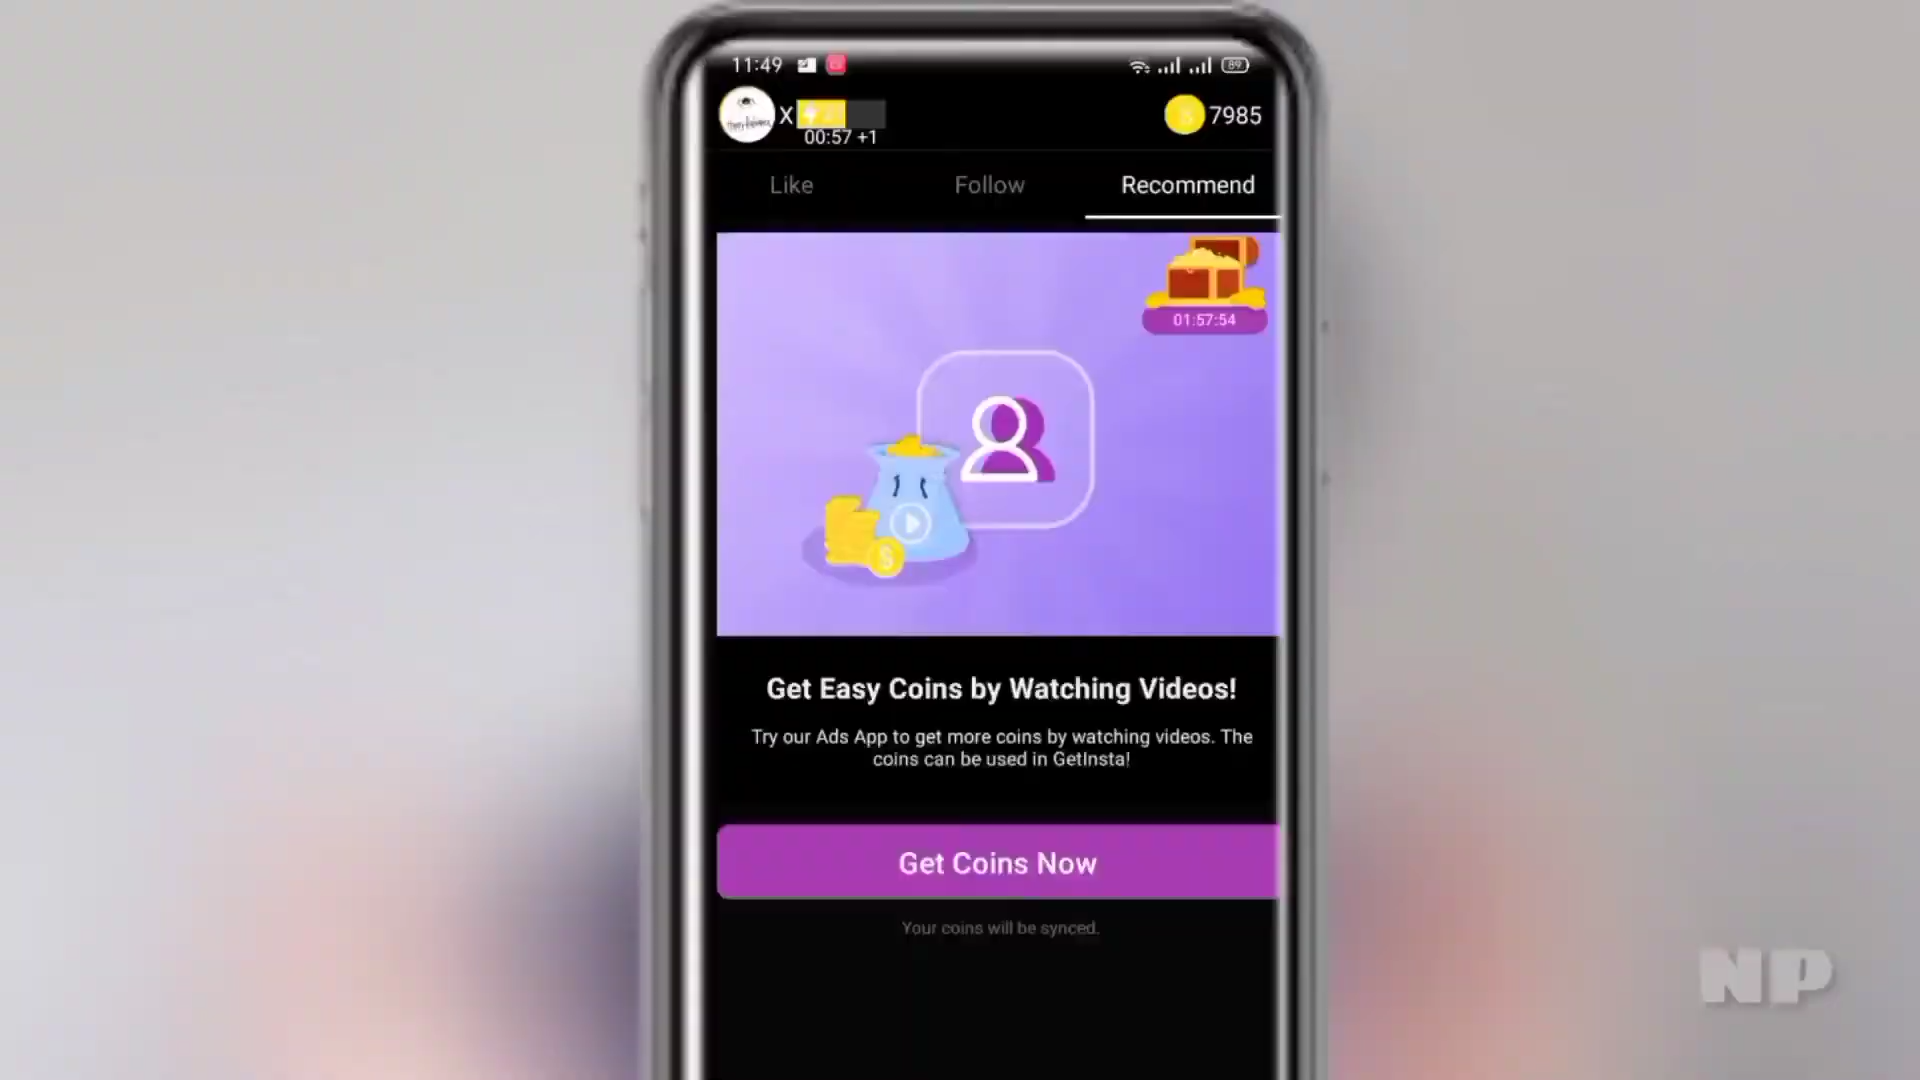 11:49
89
X
00:57 +1
7985
Like
Follow
Recommend
01:57:54
$
Get Easy Coins by Watching Videos!
Try our Ads App to get more coins by watching videos. The
coins can be used in GetInsta!
Get Coins Now
Your coins will be synced.
NP